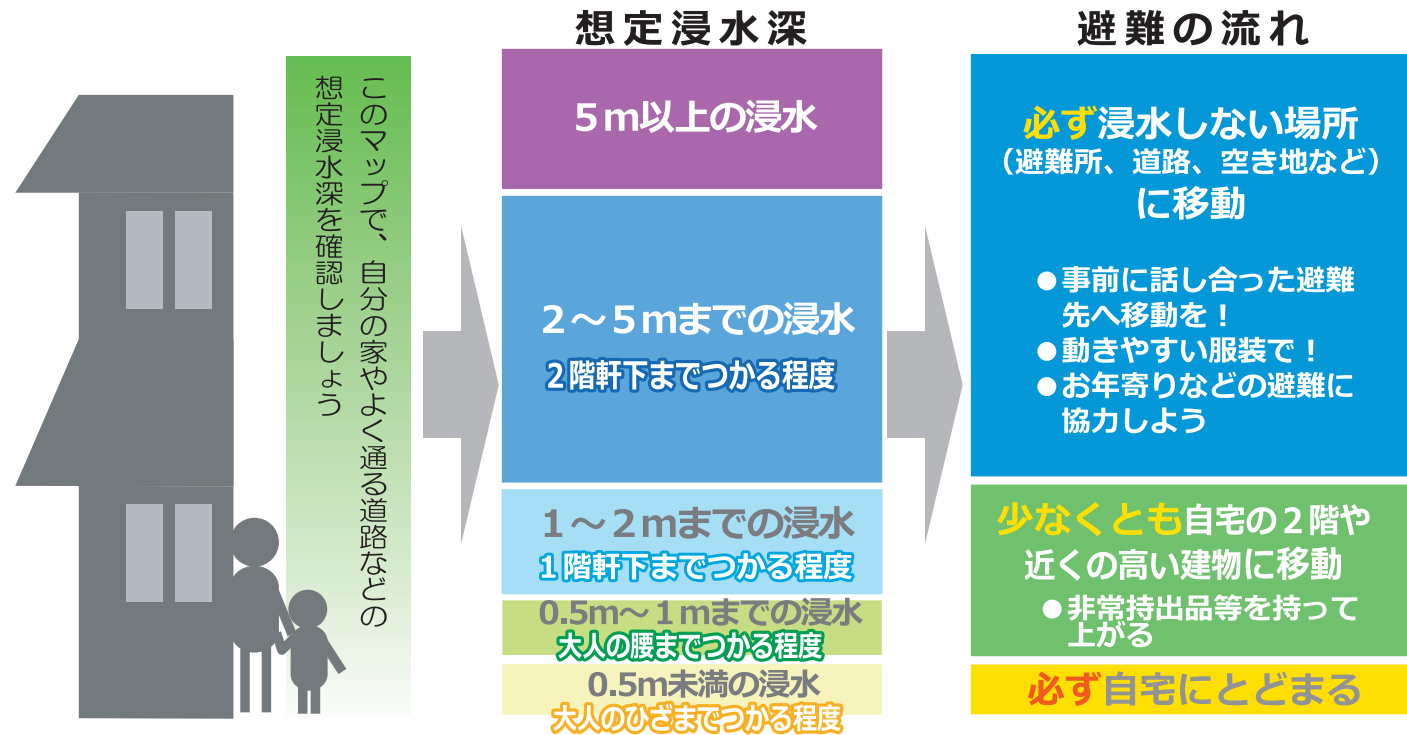 このマップで、自分の家やよく通る道路などの
想定浸水深を確認しましょう
想定浸水深
5m以上の浸水
2~5mまでの浸水
2階軒下までつかる程度
1~2mまでの浸水
1階軒下までつかる程度
0.5m~1mまでの浸水
大人の腰までつかる程度
0.5m未満の浸水
大人のひざまでつかる程度
避難の流れ
必ず浸水しない場所
(避難所、道路、空き地など)
に移動
●事前に話し合った避難
先へ移動を!
●動きやすい服装で!
●お年寄りなどの避難に
協力しよう
少なくとも自宅の2階や
近くの高い建物に移動
●非常持出品等を持って
上がる
必ず自宅にとどまる